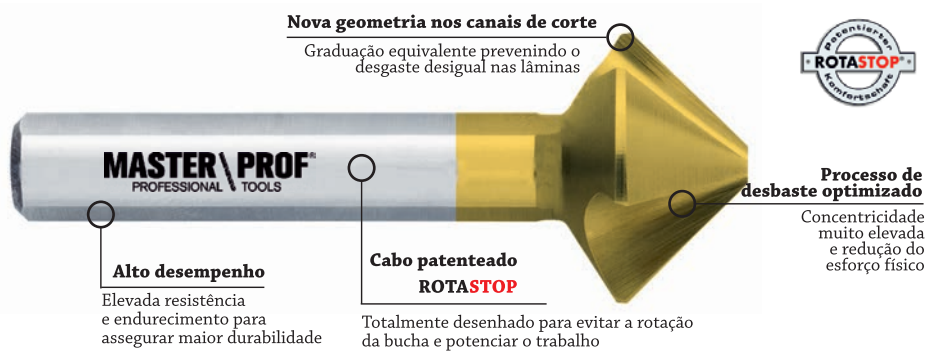 Nova geometria nos canais de corte
Graduação equivalente prevenindo o
desgaste desigual nas lâminas
Potentierter
ROTASTOP®
Komfortschaft
MASTER\PROF®
PROFESSIONAL TOOLS
Processo de
desbaste optimizado
Concentricidade
muito elevada
e redução do
esforço físico
Alto desempenho
Elevada resistência
e endurecimento para
assegurar maior durabilidade
Cabo patenteado
ROTASTOP
Totalmente desenhado para evitar a rotação
da bucha e potenciar o trabalho